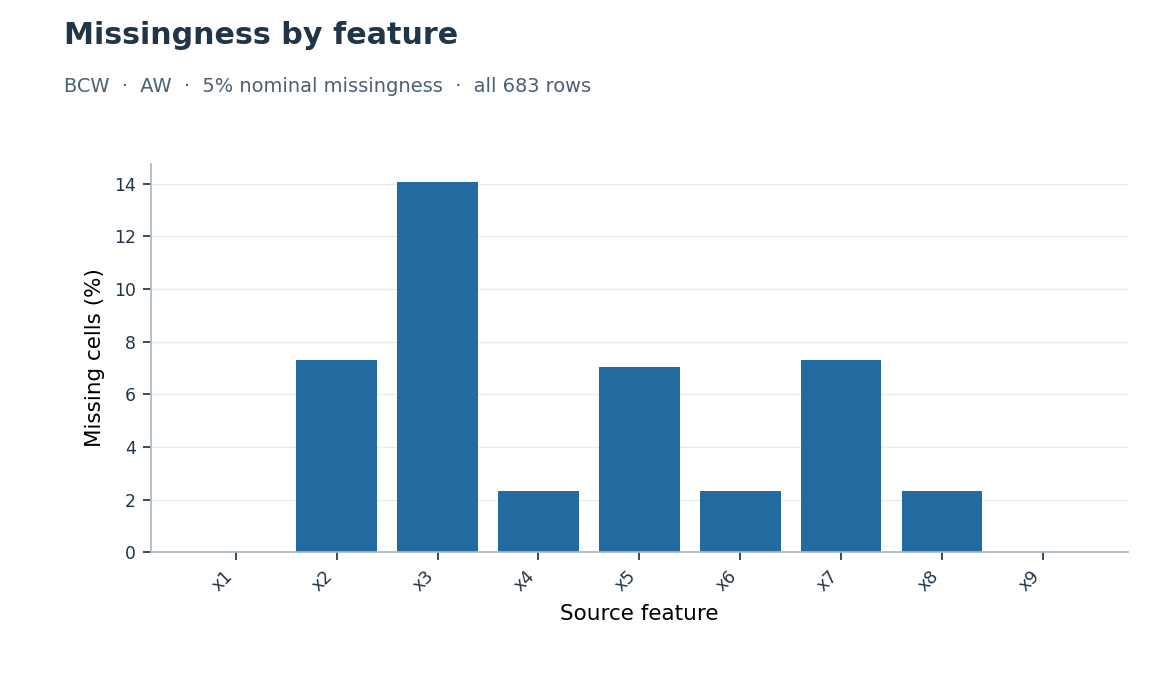 Missingness by feature
BCW · AW · 5% nominal missingness · all 683 rows
14
12
10
8
6
4
2
0
Missing cells (%)
x1 x2 x3 x4 x5 x6 x7 x8 x9
Source feature